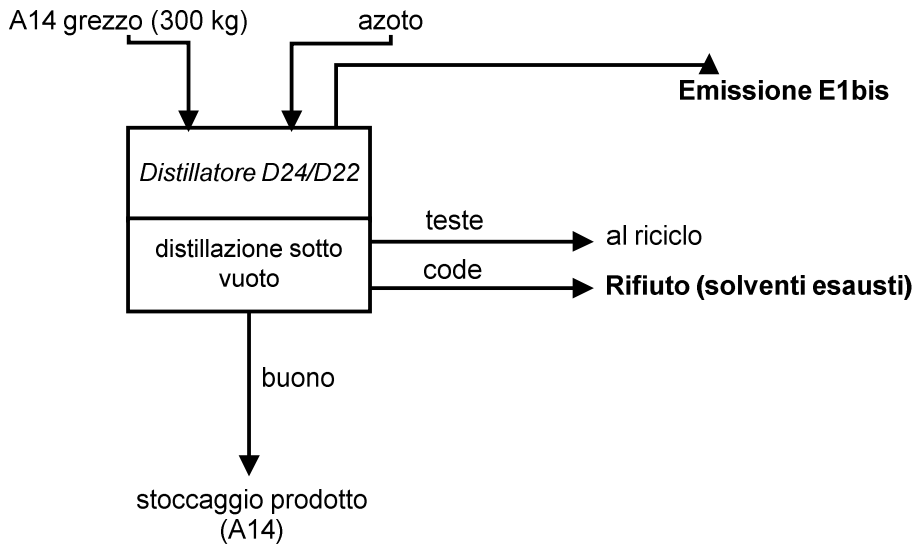 A14 grezzo (300 kg)
azoto
Emissione E1bis
Distillatore D24/D22
distillazione sotto
vuoto
teste
al riciclo
code
Rifiuto (solventi esausti)
buono
stoccaggio prodotto
(A14)